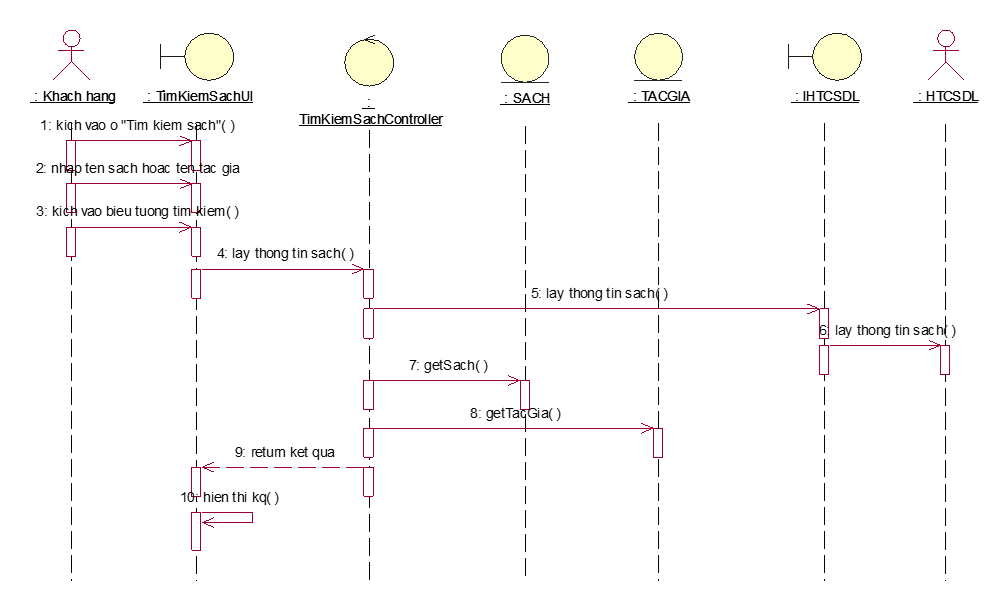 : Khach hang
: TimKiemSachUI
:
TimKiemSachController
: SACH
: TACGIA
: IHTCSDL
: HTCSDL
1: kich vao o "Tim kiem sach"( )
2: nhap ten sach hoac ten tac gia
3: kich vao bieu tuong tim kiem( )
4: lay thong tin sach( )
5: lay thong tin sach( )
6: lay thong tin sach( )
7: getSach( )
8: getTacGia( )
9: return ket qua
10: hien thi kq( )